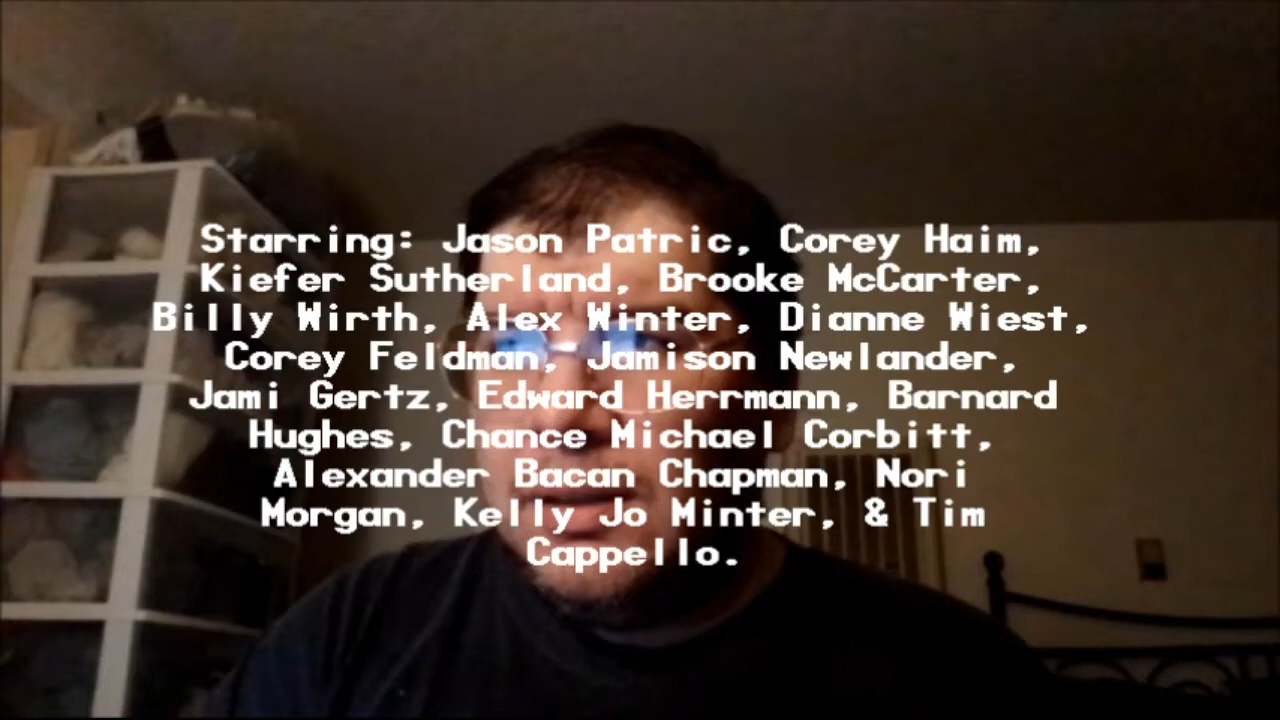 Starring: Jason Patric, Corey Haim,
Kiefer Sutherland, Brooke McCarter,
Billy Wirth, Alex Winter, Dianne Wiest,
Corey Feldman, Jamison Newlander,
Jami Gertz, Edward Herrmann, Barnard
Hughes, Chance Michael Corbitt,
Alexander Bacan Chapman, Nori
Morgan, Kelly Jo Minter, & Tim
Cappello.